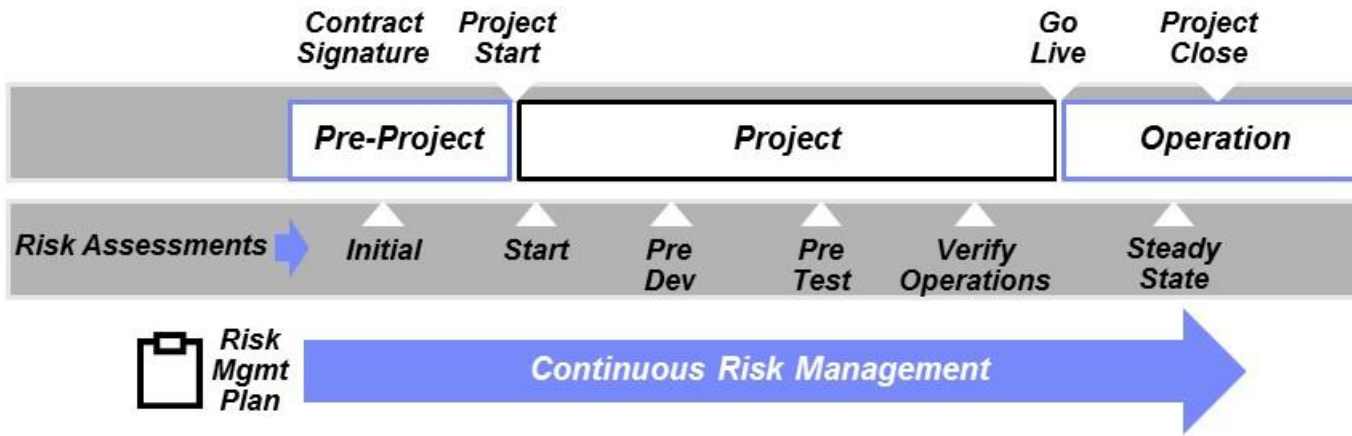 Contract
Signature
Project
Start
Go
Live
Project
Close
Pre-Project
Project
Operation
Risk Assessments
Initial
Start
Pre
Dev
Pre
Test
Verify
Operations
Steady
State
Risk
Mgmt
Plan
Continuous Risk Management